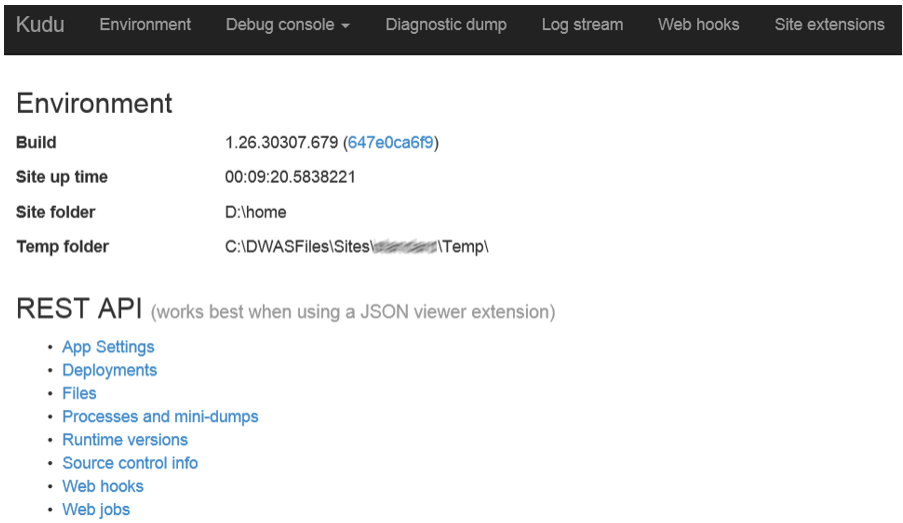 Kudu Environment Debug console Diagnostic dump Log stream Web hooks Site extensions
Environment
Build 1.26.30307.679 (647e0ca6f9)
Site up time 00:09:20.5838221
Site folder D:\home
Temp folder C:\DWASFiles\Sites\ \Temp\
REST API (works best when using a JSON viewer extension)
• App Settings
• Deployments
• Files
• Processes and mini-dumps
• Runtime versions
• Source control info
• Web hooks
• Web jobs